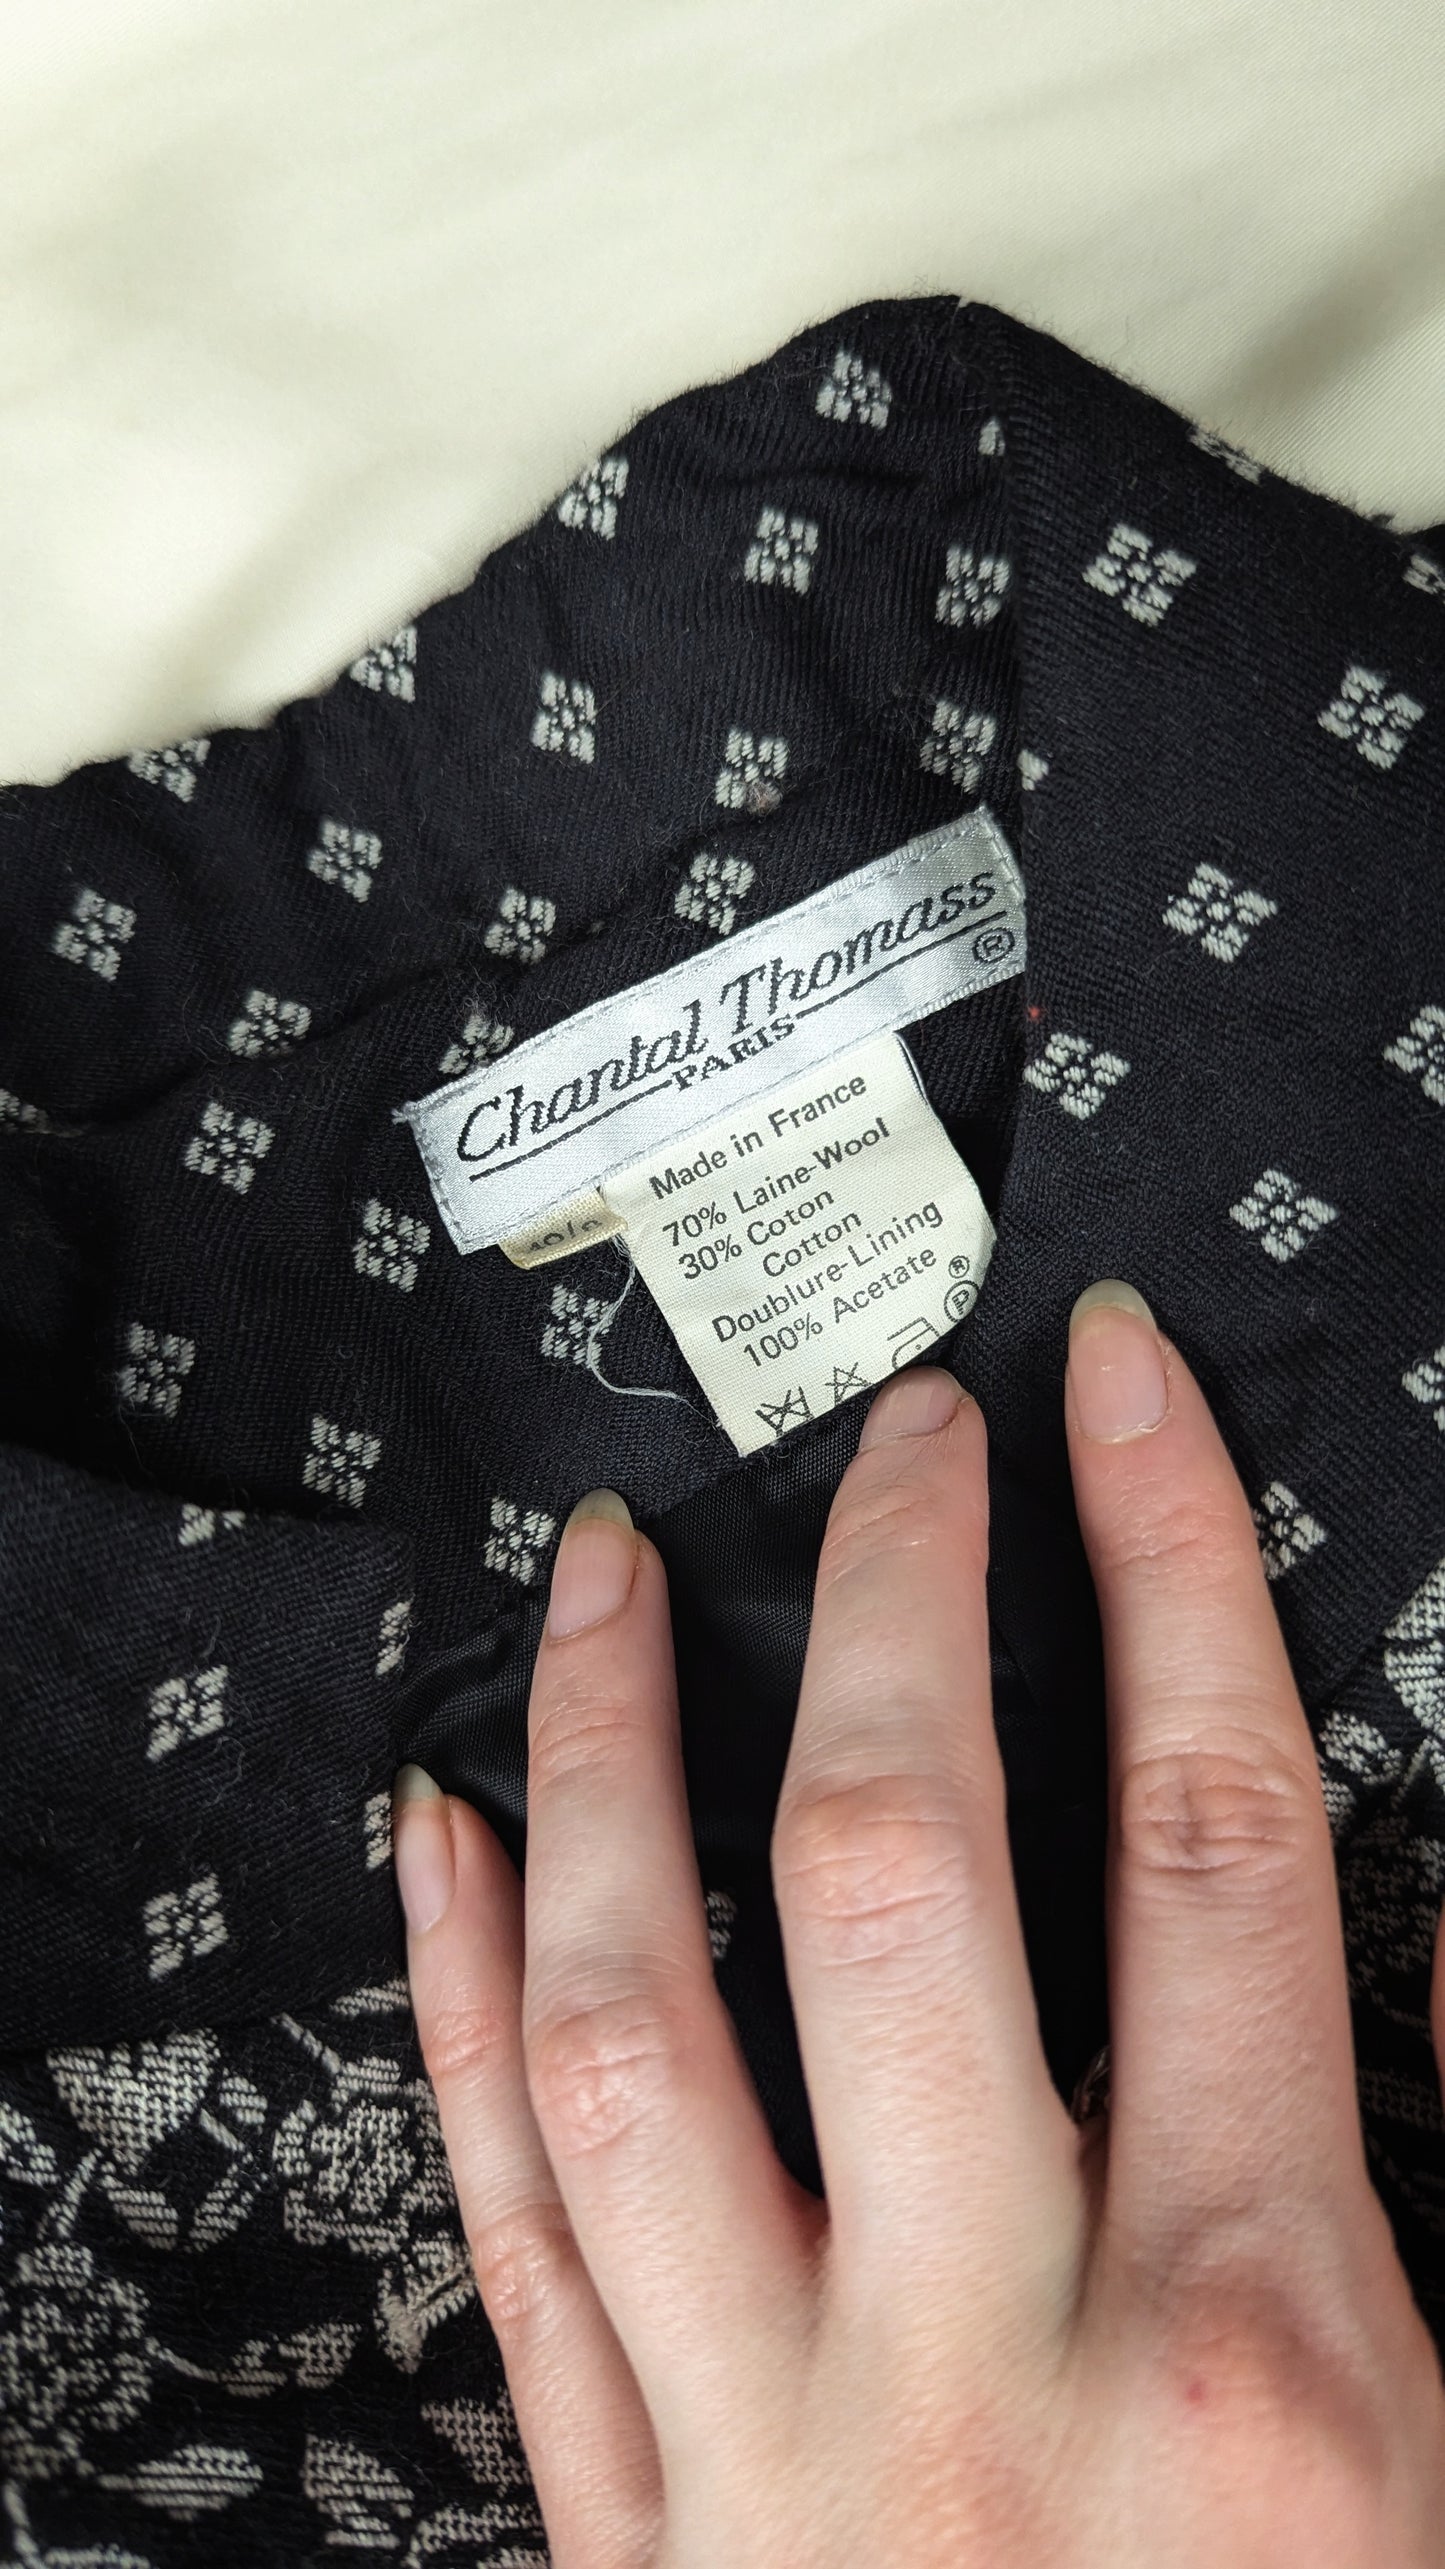 Chantal Thomass ®
PARIS
Made in France
70% Laine-Wool
30% Coton
Cotton
Doublure-Lining
100% Acetate ®
P